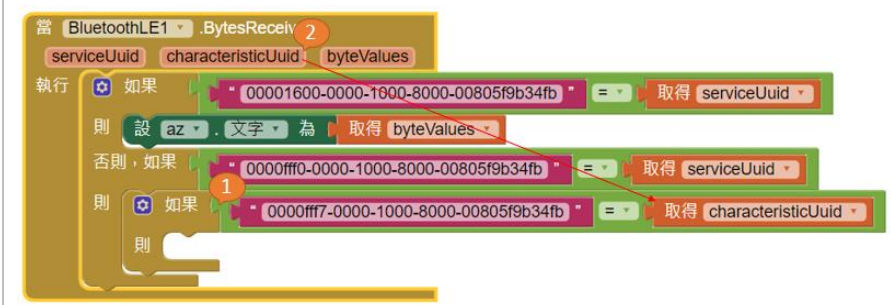 當 BluetoothLE1 .BytesReceiv 2
serviceUuid characteristicUuid byteValues
執行 如果 " 00001600-0000-1000-8000-00805f9b34fb " = 取得 serviceUuid
則 設 az . 文字 為 取得 byteValues
否則，如果 " 0000fff0-0000-1000-8000-00805f9b34fb " = 取得 serviceUuid
1
則 如果 " 0000fff7-0000-1000-8000-00805f9b34fb " = 取得 characteristicUuid
則